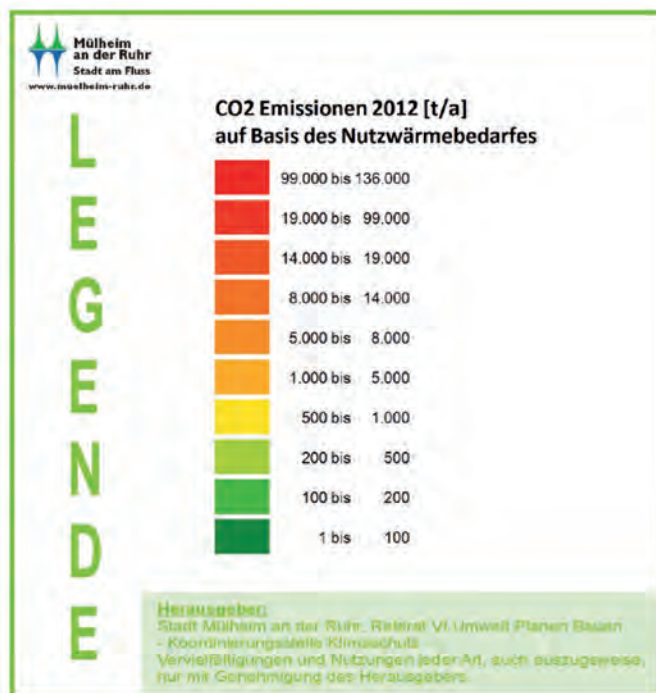 Mülheim
an der Ruhr
Stadt am Fluss
www.muelheim-ruhr.de
LEGENDE
CO2 Emissionen 2012 [t/a]
auf Basis des Nutzwärmebedarfes
99.000 bis 136.000
19.000 bis 99.000
14.000 bis 19.000
8.000 bis 14.000
5.000 bis 8.000
1.000 bis 5.000
500 bis 1.000
200 bis 500
100 bis 200
1 bis 100
Herausgeber:
Stadt Mülheim an der Ruhr, Referat VI Umwelt Planen Bauen
- Koordinierungsstelle Klimaschutz
Vervielfältigungen und Nutzungen jeder Art, auch auszugsweise,
nur mit Genehmigung des Herausgebers.